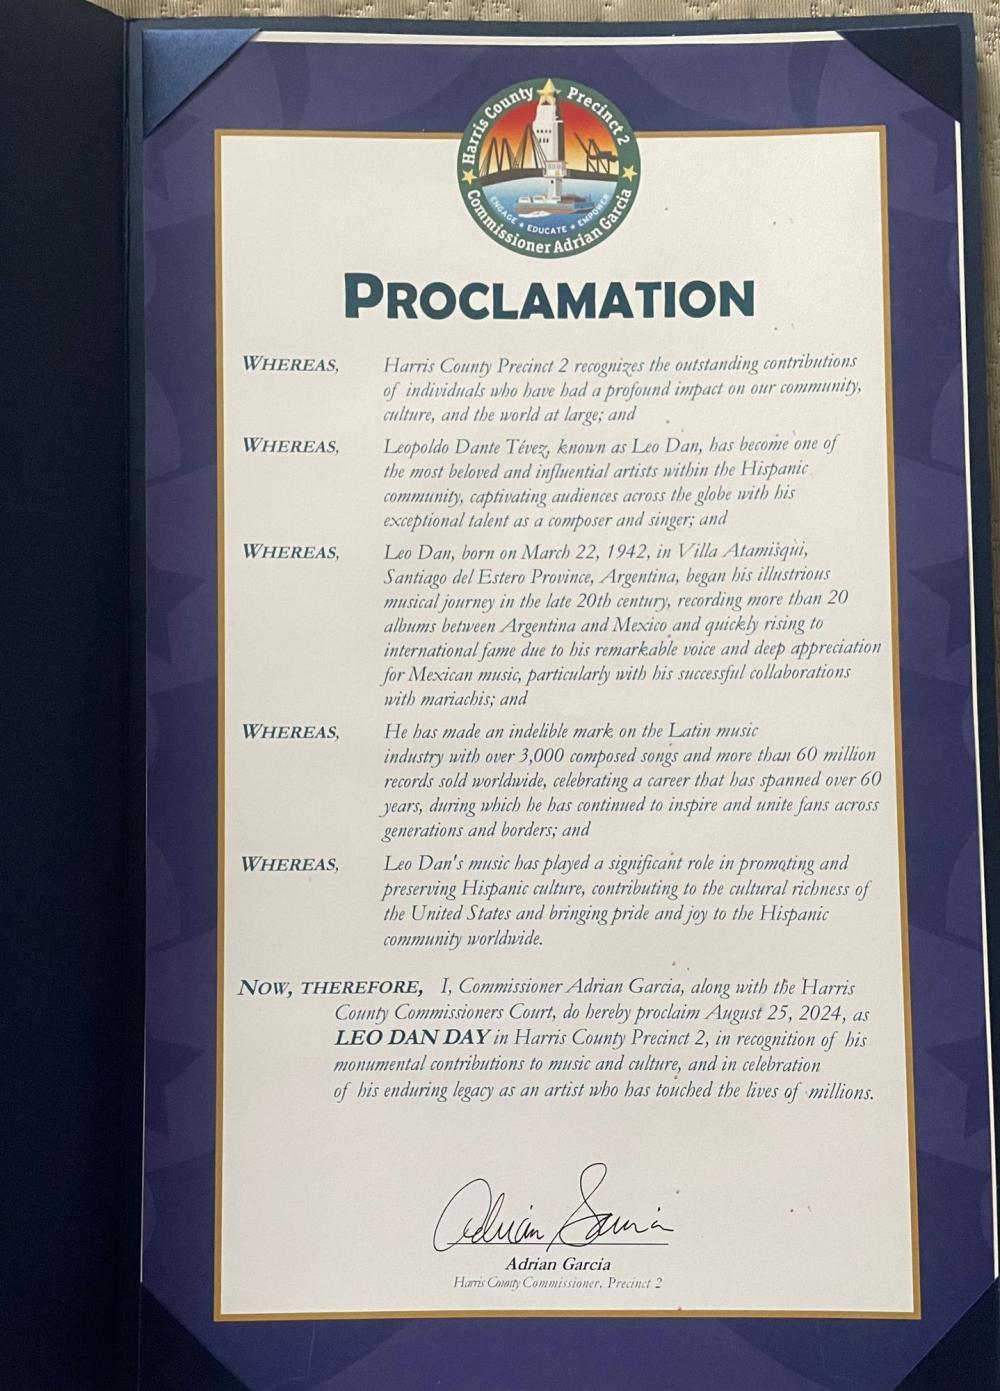 Harris County Precinct 2
ENGAGE ★ EDUCATE ★ EMPOWER
Commissioner Adrian Garcia
PROCLAMATION
WHEREAS, Harris County Precinct 2 recognizes the outstanding contributions
of individuals who have had a profound impact on our community,
culture, and the world at large; and
WHEREAS, Leopoldo Dante Tévez, known as Leo Dan, has become one of
the most beloved and influential artists within the Hispanic
community, captivating audiences across the globe with his
exceptional talent as a composer and singer; and
WHEREAS, Leo Dan, born on March 22, 1942, in Villa Atamisqui,
Santiago del Estero Province, Argentina, began his illustrious
musical journey in the late 20th century, recording more than 20
albums between Argentina and Mexico and quickly rising to
international fame due to his remarkable voice and deep appreciation
for Mexican music, particularly with his successful collaborations
with mariachis; and
WHEREAS, He has made an indelible mark on the Latin music
industry with over 3,000 composed songs and more than 60 million
records sold worldwide, celebrating a career that has spanned over 60
years, during which he has continued to inspire and unite fans across
generations and borders; and
WHEREAS, Leo Dan's music has played a significant role in promoting and
preserving Hispanic culture, contributing to the cultural richness of
the United States and bringing pride and joy to the Hispanic
community worldwide.
NOW, THEREFORE, I, Commissioner Adrian Garcia, along with the Harris
County Commissioners Court, do hereby proclaim August 25, 2024, as
LEO DAN DAY in Harris County Precinct 2, in recognition of his
monumental contributions to music and culture, and in celebration
of his enduring legacy as an artist who has touched the lives of millions.
Adrian Garcia
Adrian Garcia
Harris County Commissioner, Precinct 2